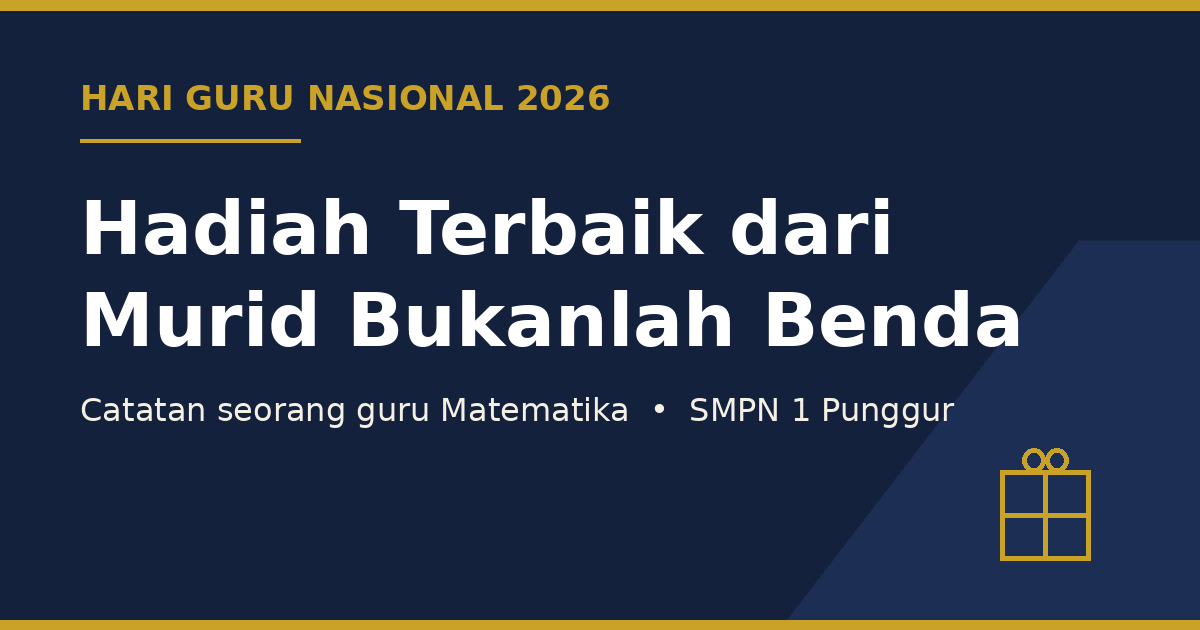 HARI GURU NASIONAL 2026
Hadiah Terbaik dari
Murid Bukanlah Benda
Catatan seorang guru Matematika • SMPN 1 Punggur